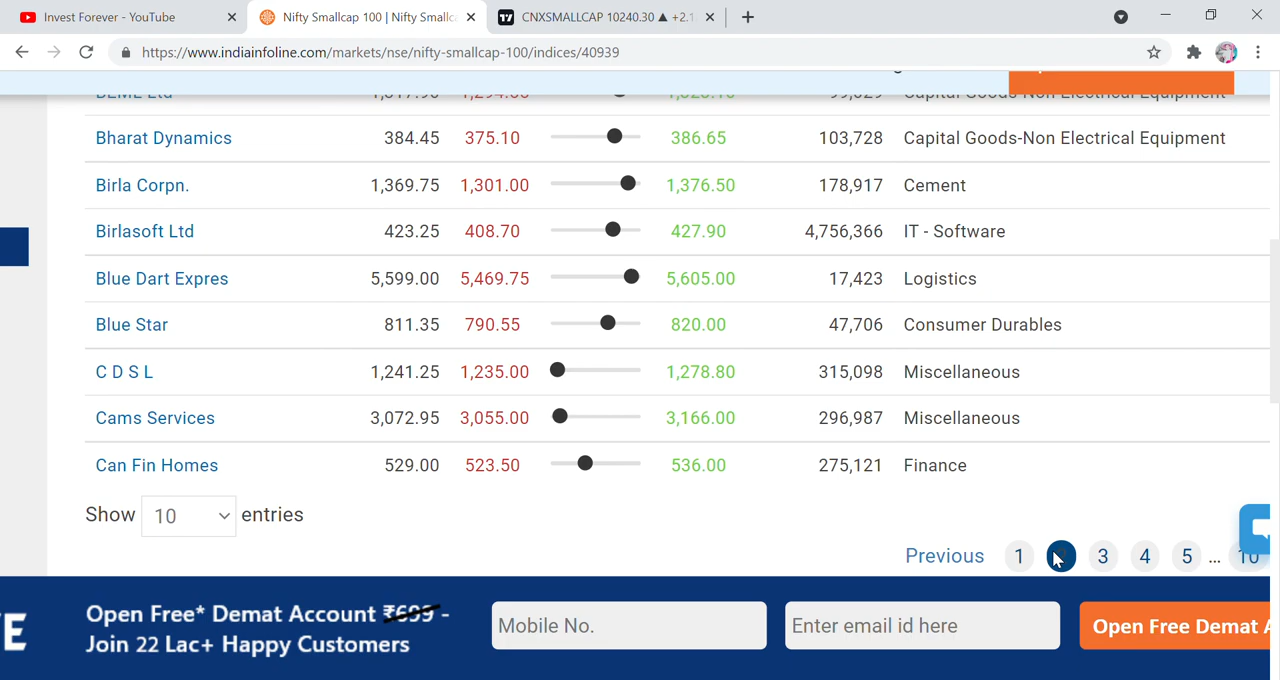 Invest Forever - YouTube
Nifty Smallcap 100 | Nifty Smallc
CNXSMALLCAP 10240.30 ▲ +2.1
https://www.indiainfoline.com/markets/nse/nifty-smallcap-100/indices/40939
Bharat Dynamics 384.45 375.10 386.65 103,728 Capital Goods-Non Electrical Equipment
Birla Corpn. 1,369.75 1,301.00 1,376.50 178,917 Cement
Birlasoft Ltd 423.25 408.70 427.90 4,756,366 IT - Software
Blue Dart Expres 5,599.00 5,469.75 5,605.00 17,423 Logistics
Blue Star 811.35 790.55 820.00 47,706 Consumer Durables
C D S L 1,241.25 1,235.00 1,278.80 315,098 Miscellaneous
Cams Services 3,072.95 3,055.00 3,166.00 296,987 Miscellaneous
Can Fin Homes 529.00 523.50 536.00 275,121 Finance
Show 10 entries
Previous 1 2 3 4 5 ... 10
E
Open Free* Demat Account ₹699 -
Join 22 Lac+ Happy Customers
Mobile No.
Enter email id here
Open Free Demat A